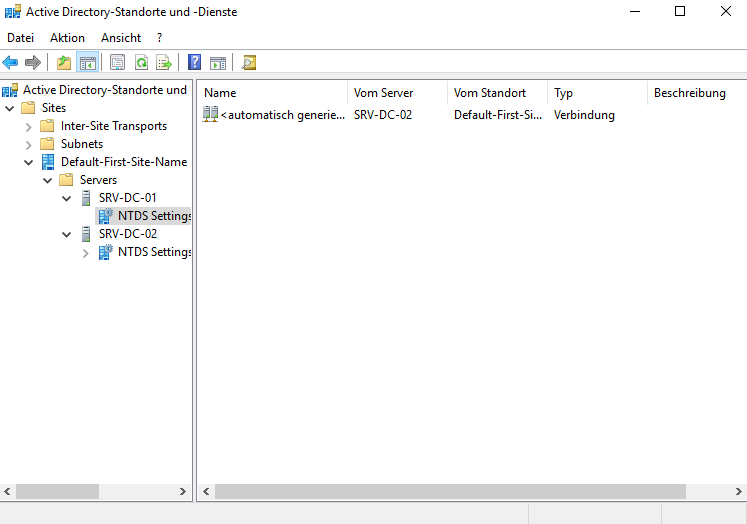 Active Directory-Standorte und -Dienste
Datei Aktion Ansicht ?
Active Directory-Standorte und
Sites
Inter-Site Transports
Subnets
Default-First-Site-Name
Servers
SRV-DC-01
NTDS Settings
SRV-DC-02
NTDS Settings
Name Vom Server Vom Standort Typ Beschreibung
<automatisch generie... SRV-DC-02 Default-First-Si... Verbindung